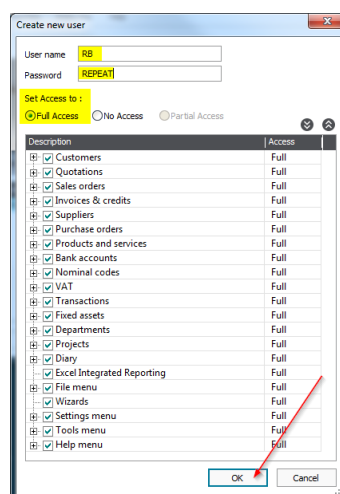 Create new user
User name RB
Password REPEAT
Set Access to :
Full Access No Access Partial Access
Description Access
Customers Full
Quotations Full
Sales orders Full
Invoices & credits Full
Suppliers Full
Purchase orders Full
Products and services Full
Bank accounts Full
Nominal codes Full
VAT Full
Transactions Full
Fixed assets Full
Departments Full
Projects Full
Diary Full
Excel Integrated Reporting Full
File menu Full
Wizards Full
Settings menu Full
Tools menu Full
Help menu Full
OK Cancel